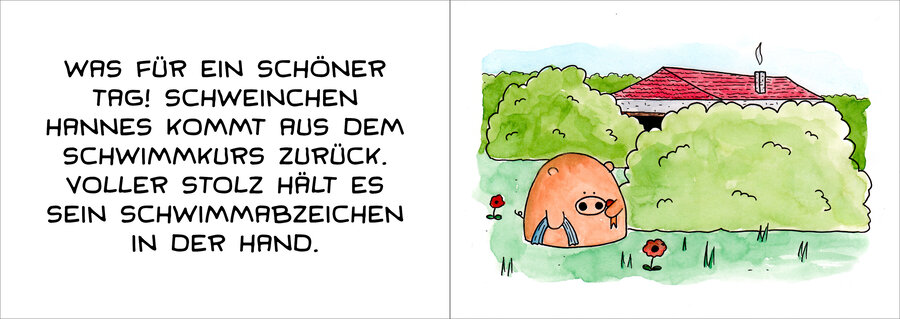 WAS FÜR EIN SCHÖNER
TAG! SCHWEINCHEN
HANNES KOMMT AUS DEM
SCHWIMMKURS ZURÜCK.
VOLLER STOLZ HÄLT ES
SEIN SCHWIMMABZEICHEN
IN DER HAND.